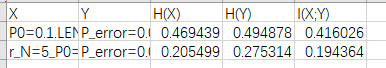 X Y H(X) H(Y) I(X;Y)
P0=0.1.LEN P_error=0.0 0.469439 0.494878 0.416026
r_N=5_P0= P_error=0.0 0.205499 0.275314 0.194364